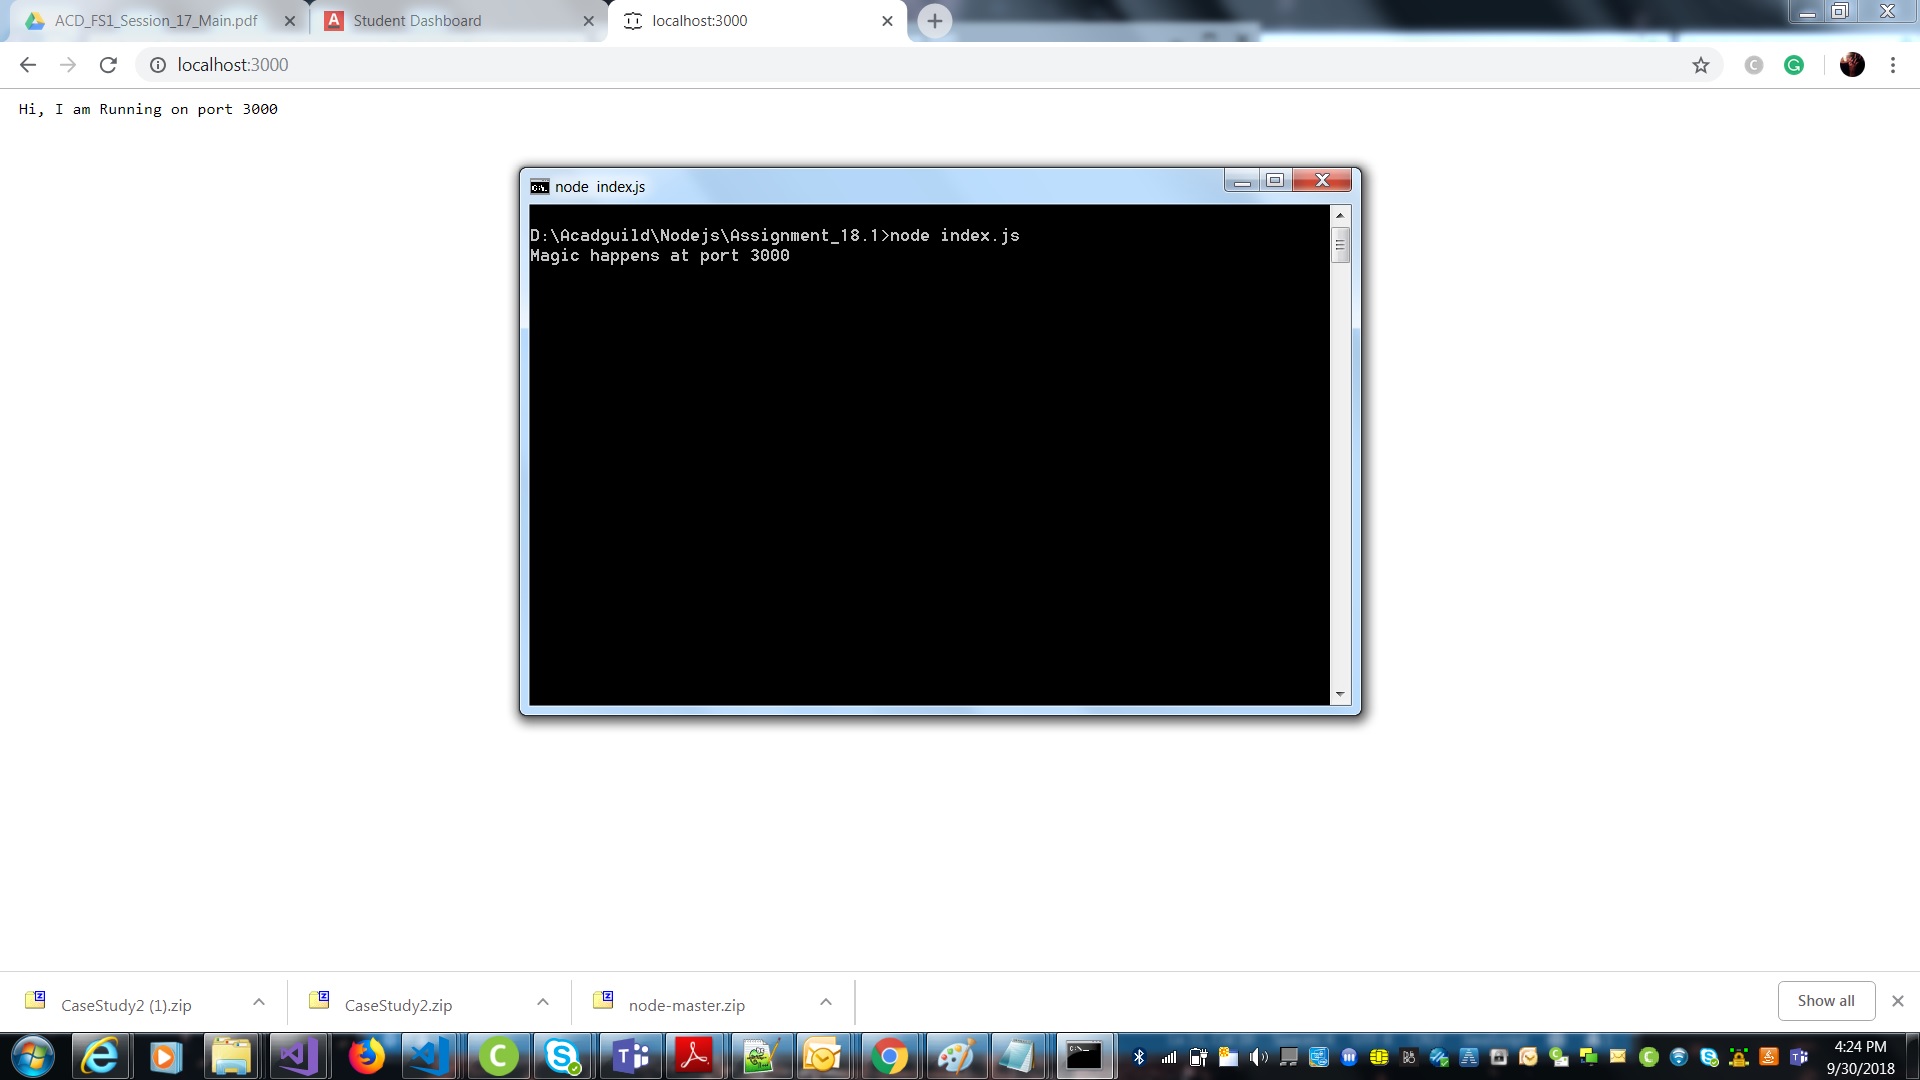 ACD_FS1_Session_17_Main.pdf
Student Dashboard
localhost:3000
localhost:3000
Hi, I am Running on port 3000
node index.js
D:\Acadguild\Nodejs\Assignment_18.1>node index.js
Magic happens at port 3000
CaseStudy2 (1).zip
CaseStudy2.zip
node-master.zip
Show all
4:24 PM
9/30/2018